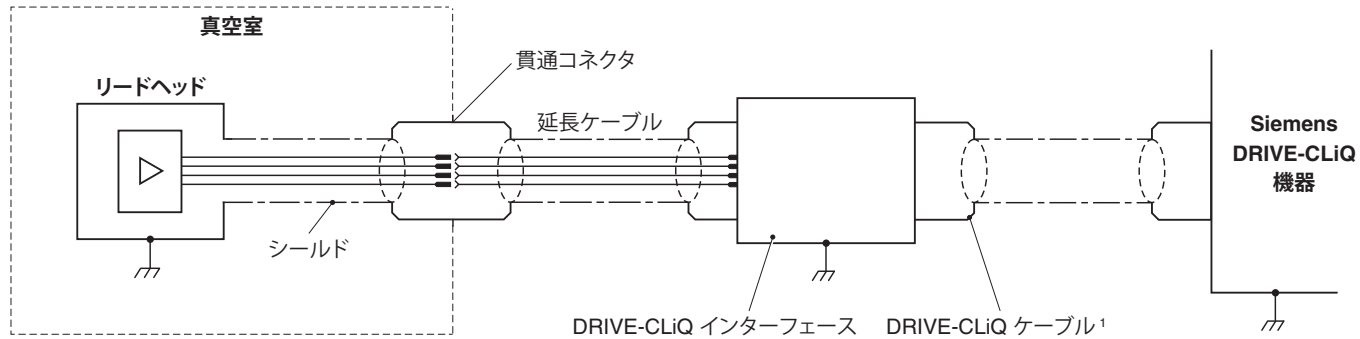 真空室
貫通コネクタ
リードヘッド
延長ケーブル
Siemens
DRIVE-CLiQ
機器
シールド
DRIVE-CLiQ インターフェース
DRIVE-CLiQ ケーブル¹